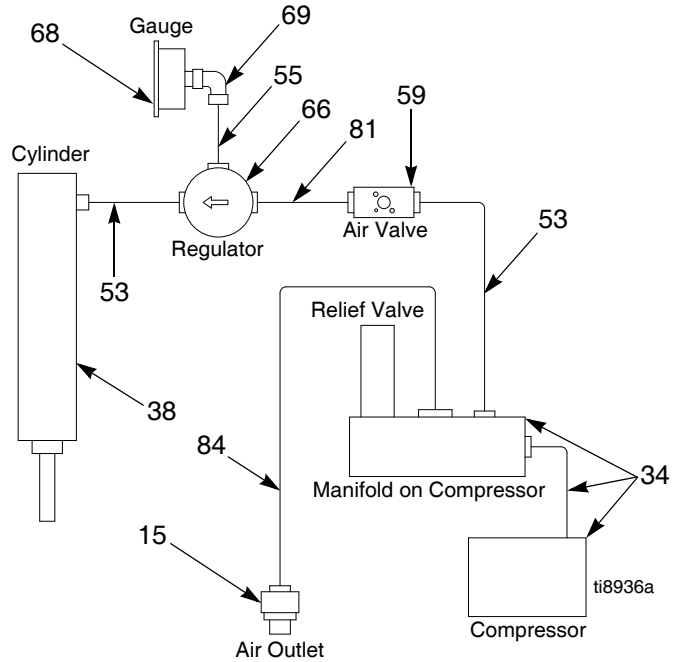 Gauge
69
68
55
59
66
81
Cylinder
Regulator
Air Valve
53
53
Relief Valve
38
84
Manifold on Compressor
34
15
ti8936a
Compressor
Air Outlet